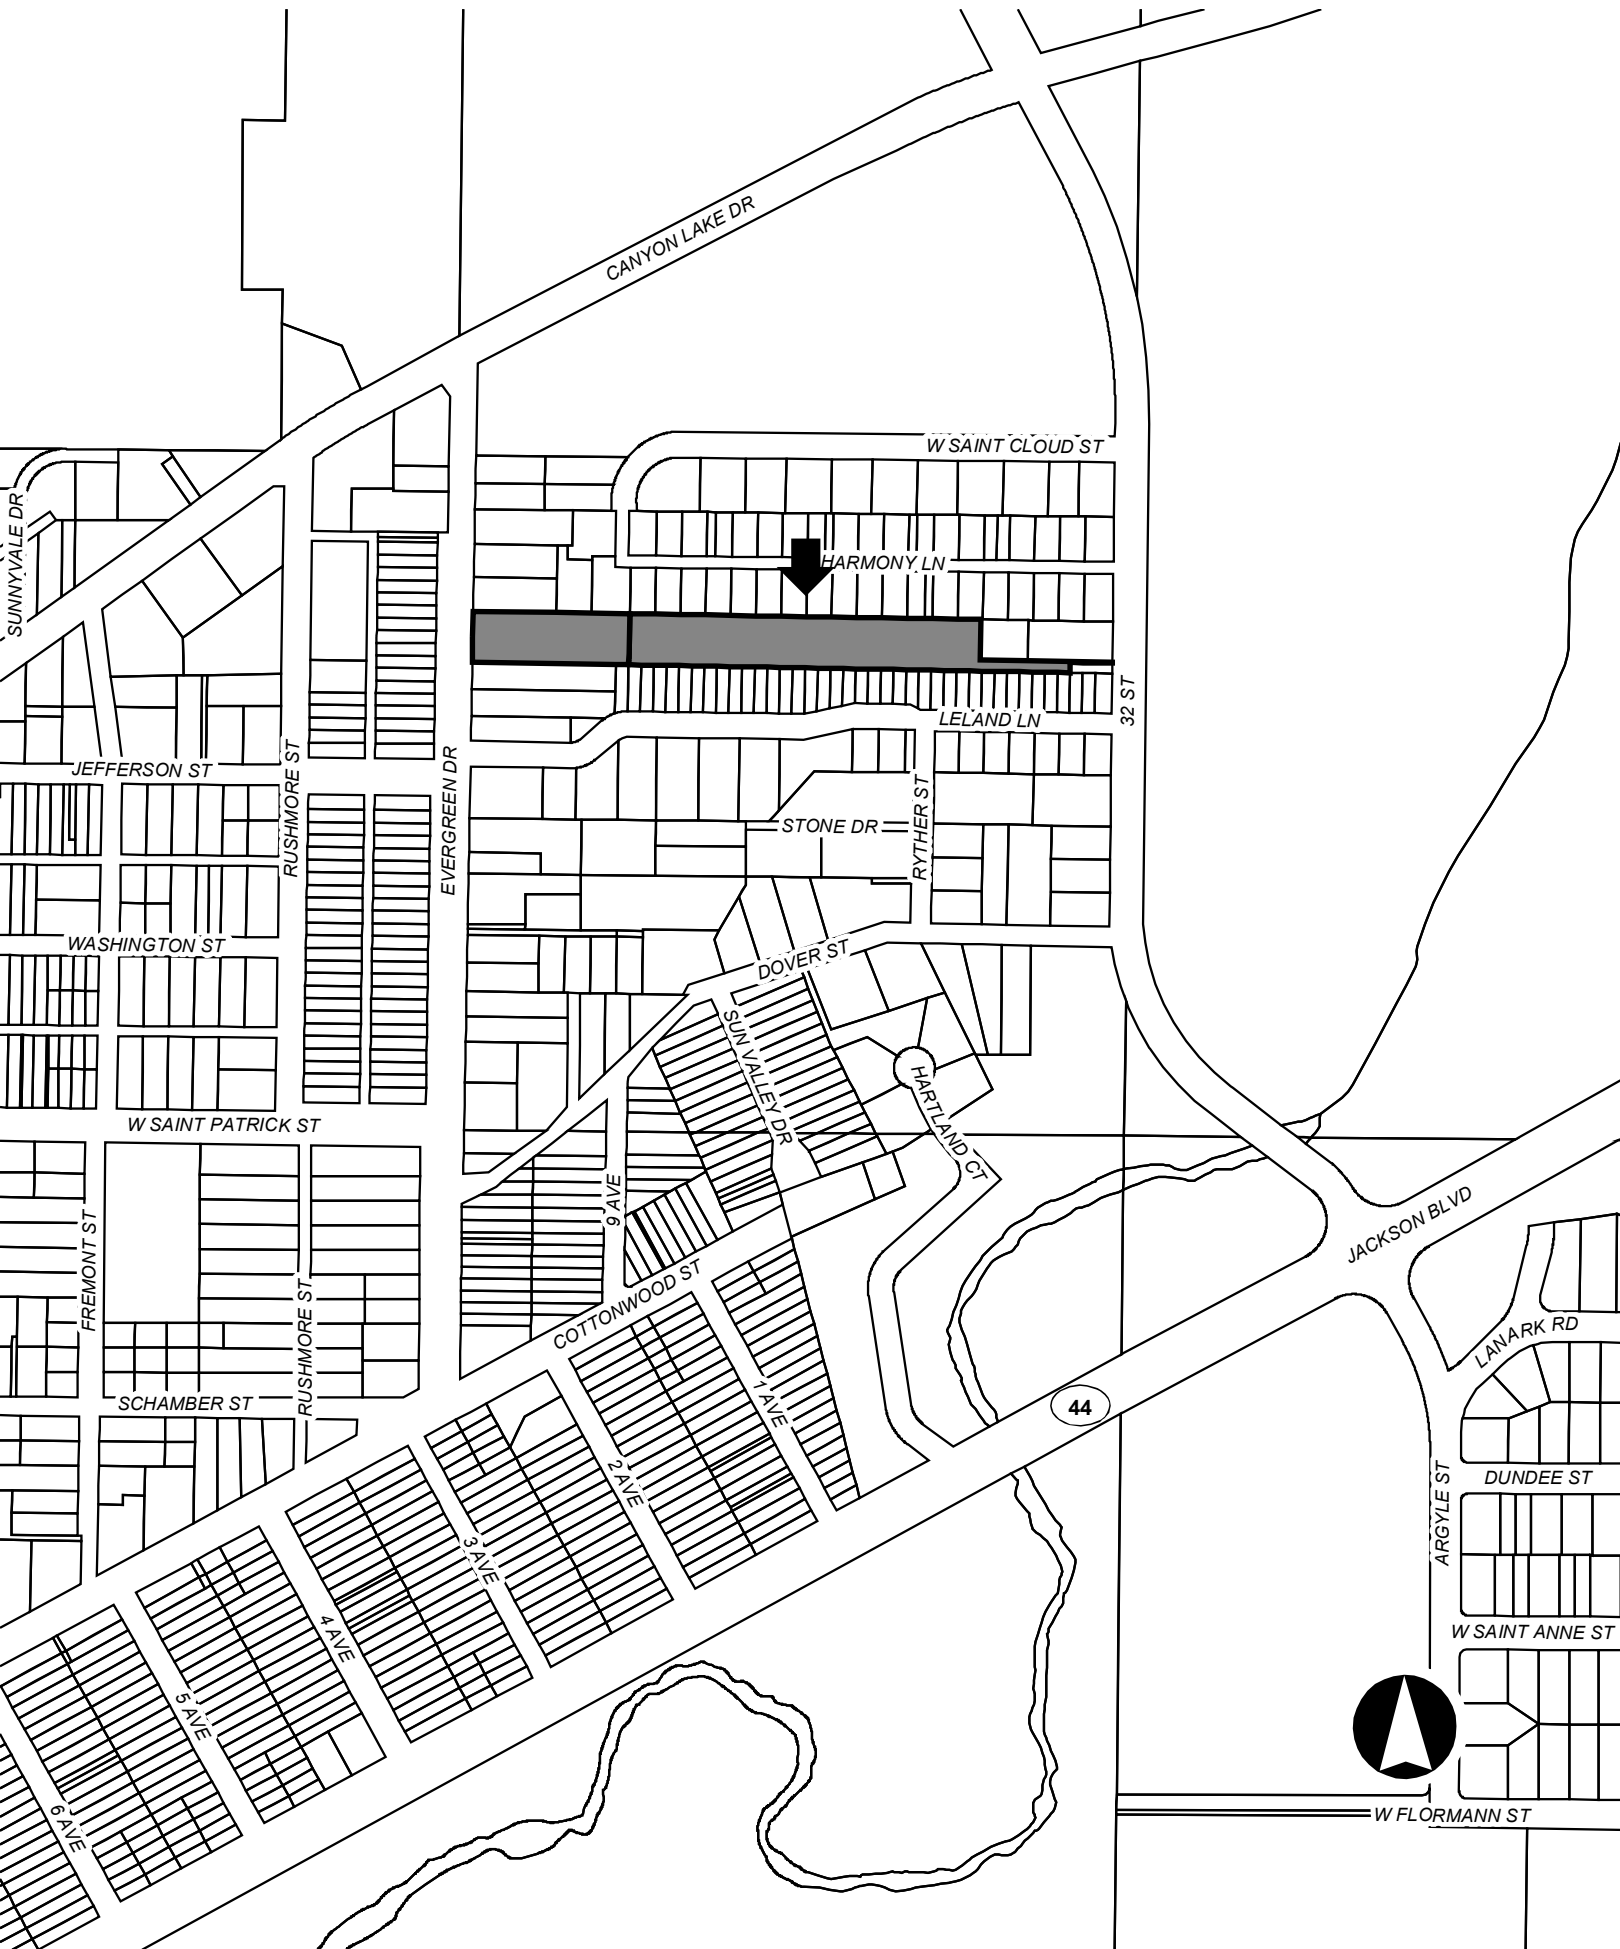 CANYON LAKE DR
W SAINT CLOUD ST
SUNNYVALE DR
HARMONY LN
32 ST
LELAND LN
JEFFERSON ST
RUSHMORE ST
EVERGREEN DR
STONE DR
RYTHER ST
WASHINGTON ST
DOVER ST
SUN VALLEY DR
HARTLAND CT
W SAINT PATRICK ST
9 AVE
FREMONT ST
JACKSON BLVD
RUSHMORE ST
COTTONWOOD ST
LANARK RD
SCHAMBER ST
1 AVE
44
2 AVE
DUNDEE ST
ARGYLE ST
3 AVE
4 AVE
W SAINT ANNE ST
5 AVE
6 AVE
W FLORMANN ST